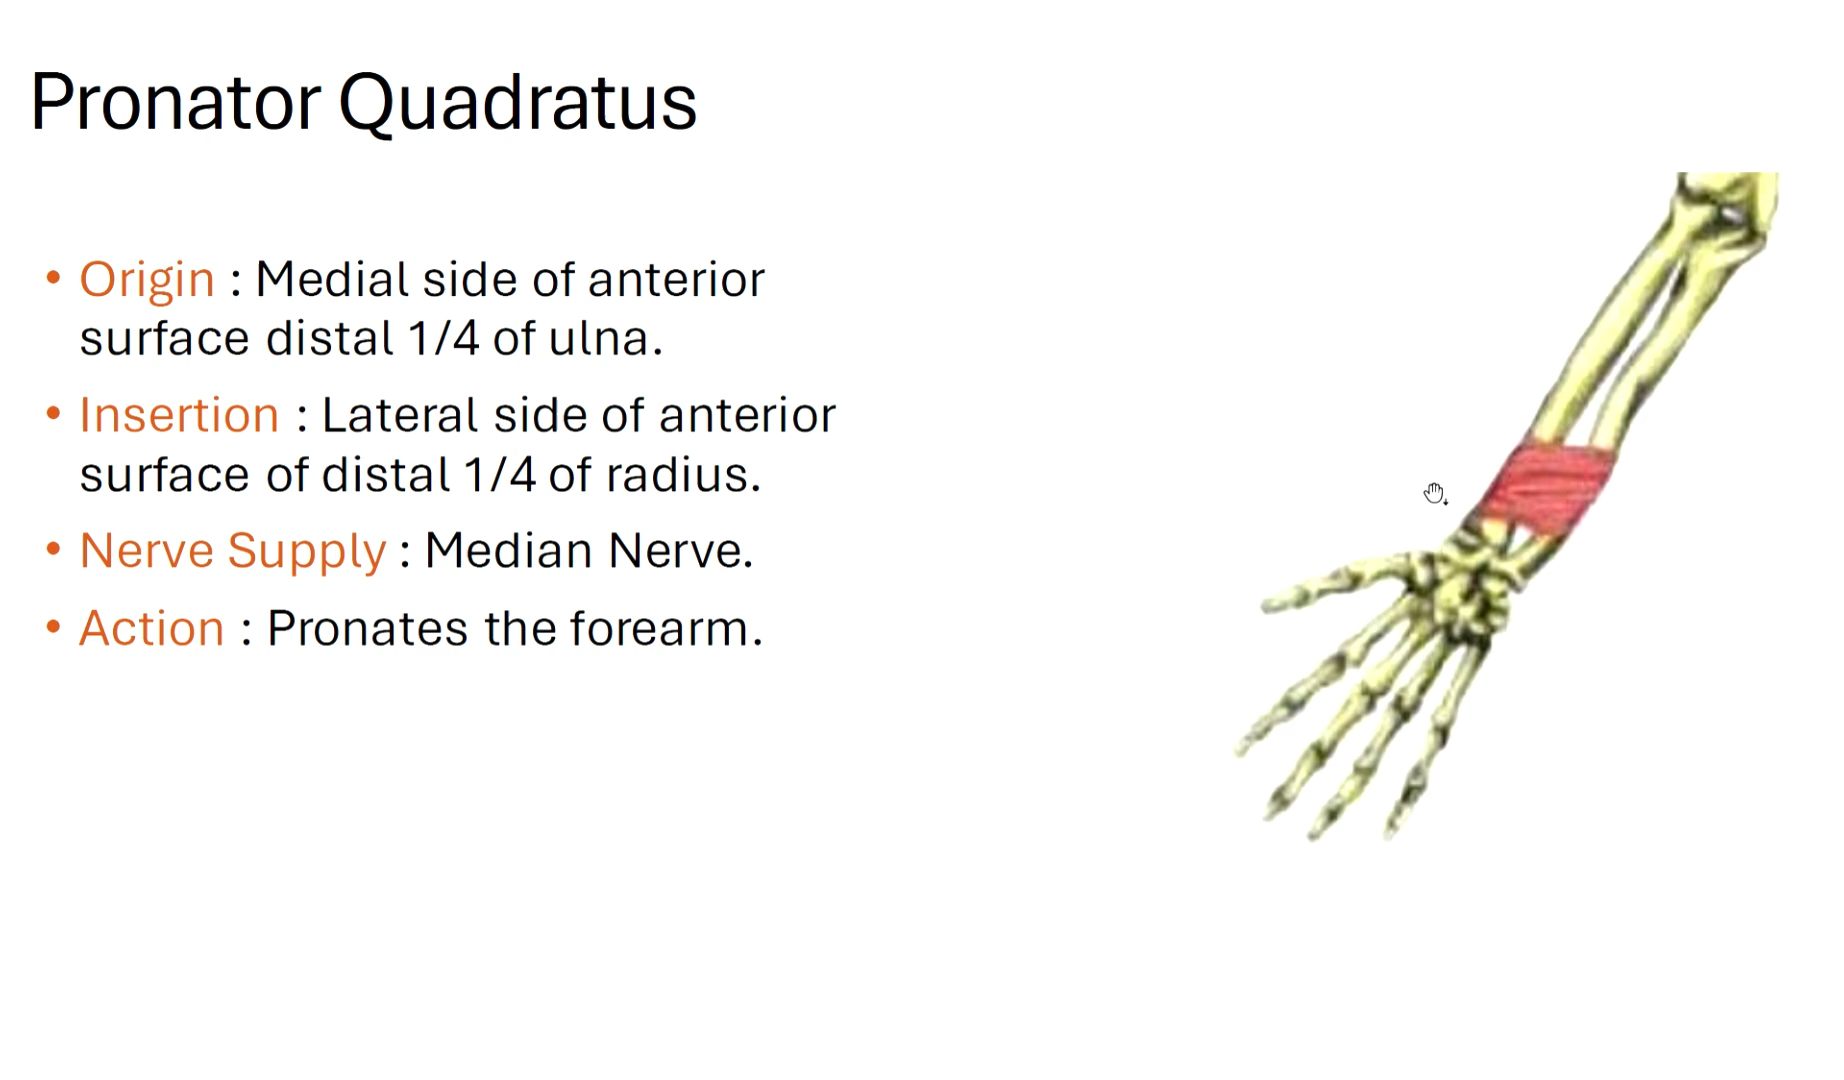 Pronator Quadratus
• Origin : Medial side of anterior
surface distal 1/4 of ulna.
• Insertion : Lateral side of anterior
surface of distal 1/4 of radius.
• Nerve Supply : Median Nerve.
• Action : Pronates the forearm.